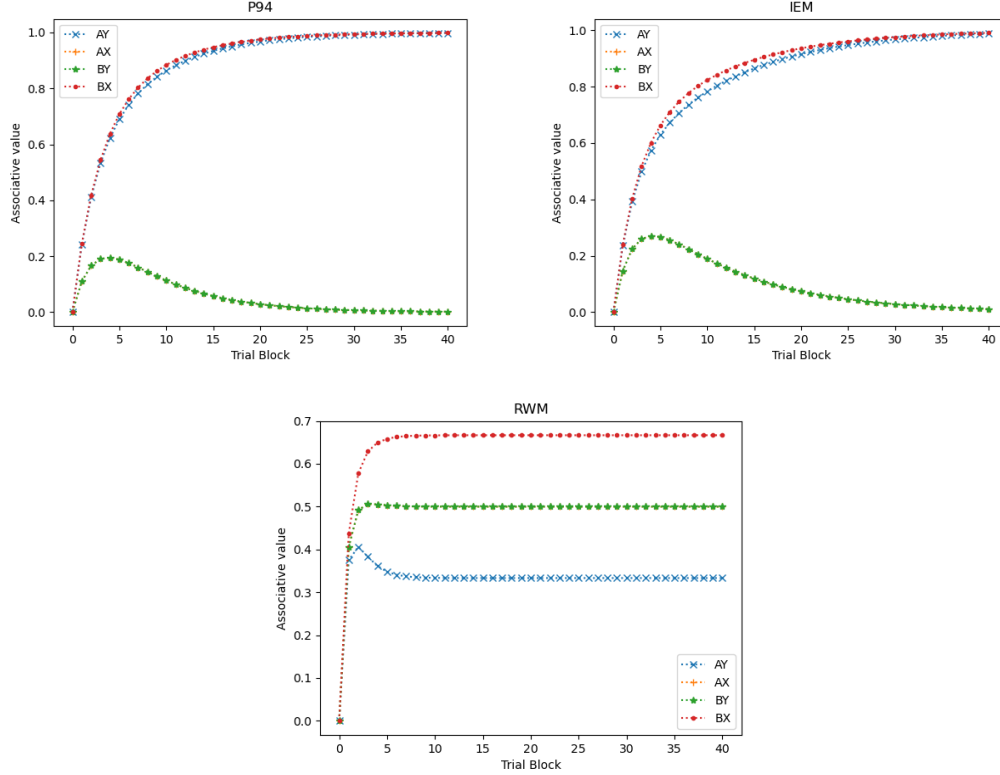 P94
AY
AX
BY
BX
Associative value
1.0
0.8
0.6
0.4
0.2
0.0
0 5 10 15 20 25 30 35 40
Trial Block
IEM
AY
AX
BY
BX
Associative value
1.0
0.8
0.6
0.4
0.2
0.0
0 5 10 15 20 25 30 35 40
Trial Block
RWM
Associative value
0.7
0.6
0.5
0.4
0.3
0.2
0.1
0.0
AY
AX
BY
BX
0 5 10 15 20 25 30 35 40
Trial Block